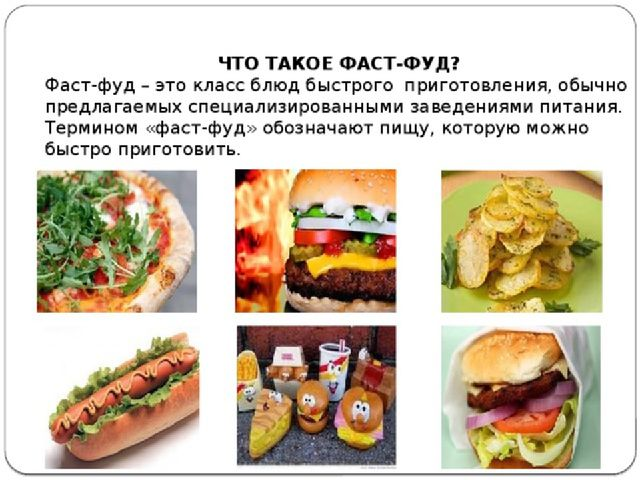 ЧТО ТАКОЕ ФАСТ-ФУД?
Фаст-фуд – это класс блюд быстрого  приготовления, обычно
предлагаемых специализированными заведениями питания.
Термином «фаст-фуд» обозначают пищу, которую можно
быстро приготовить.